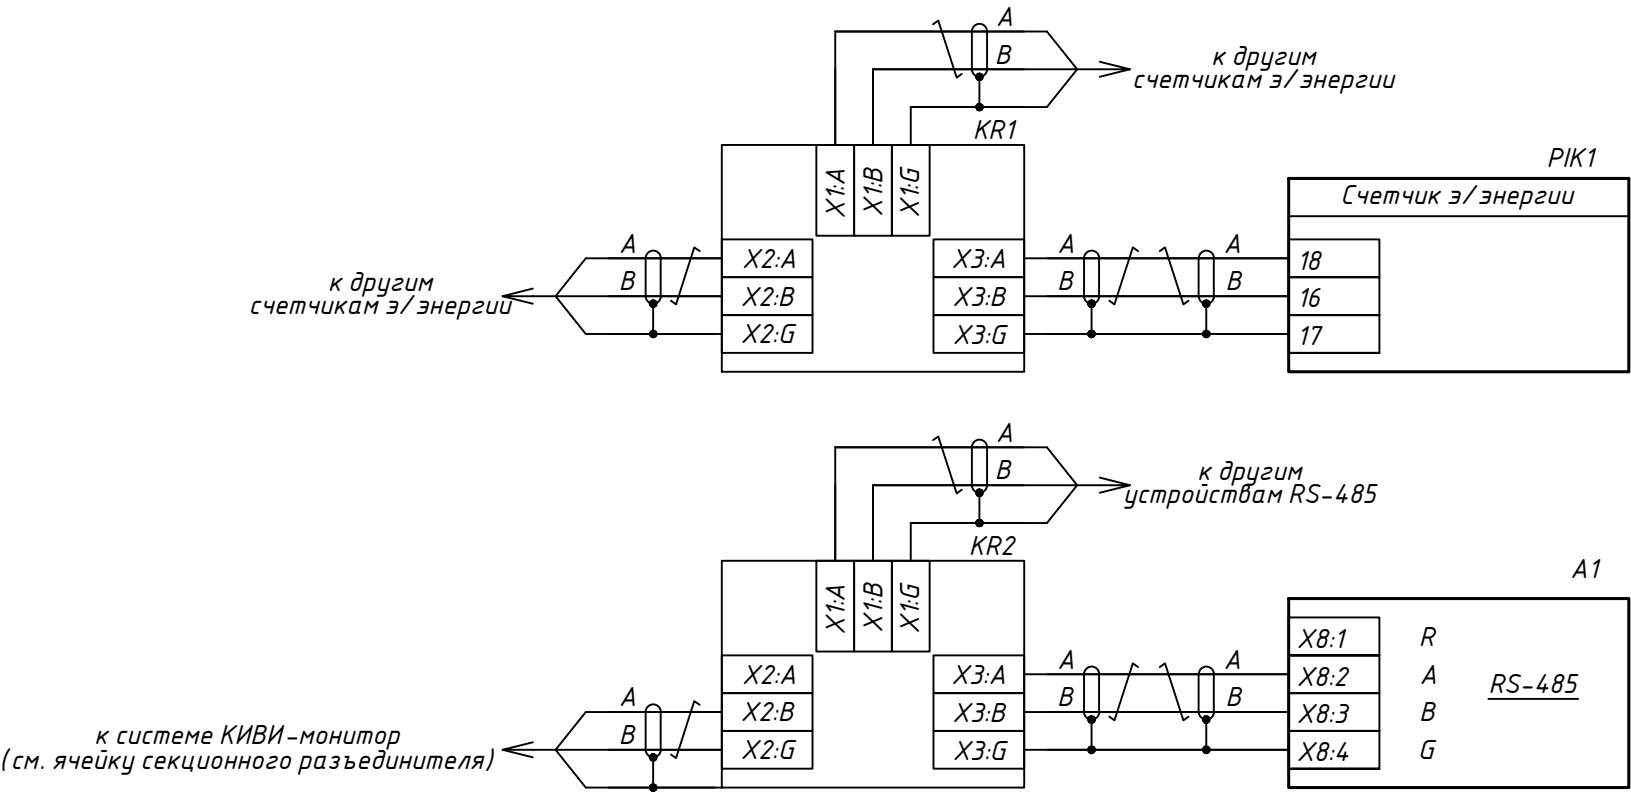 A
B
к другим
счетчикам э/энергии
KR1
X1:A
X1:B
X1:G
PIK1
Счетчик э/энергии
A
B
к другим
счетчикам э/энергии
X2:A
X2:B
X2:G
X3:A
X3:B
X3:G
A
B
A
B
18
16
17
A
B
к другим
устройствам RS-485
KR2
X1:A
X1:B
X1:G
A1
X2:A
X2:B
X2:G
X3:A
X3:B
X3:G
A
B
A
B
X8:1 R
X8:2 A
X8:3 B
X8:4 G
RS-485
A
B
к системе КИВИ-монитор
(см. ячейку секционного разъединителя)